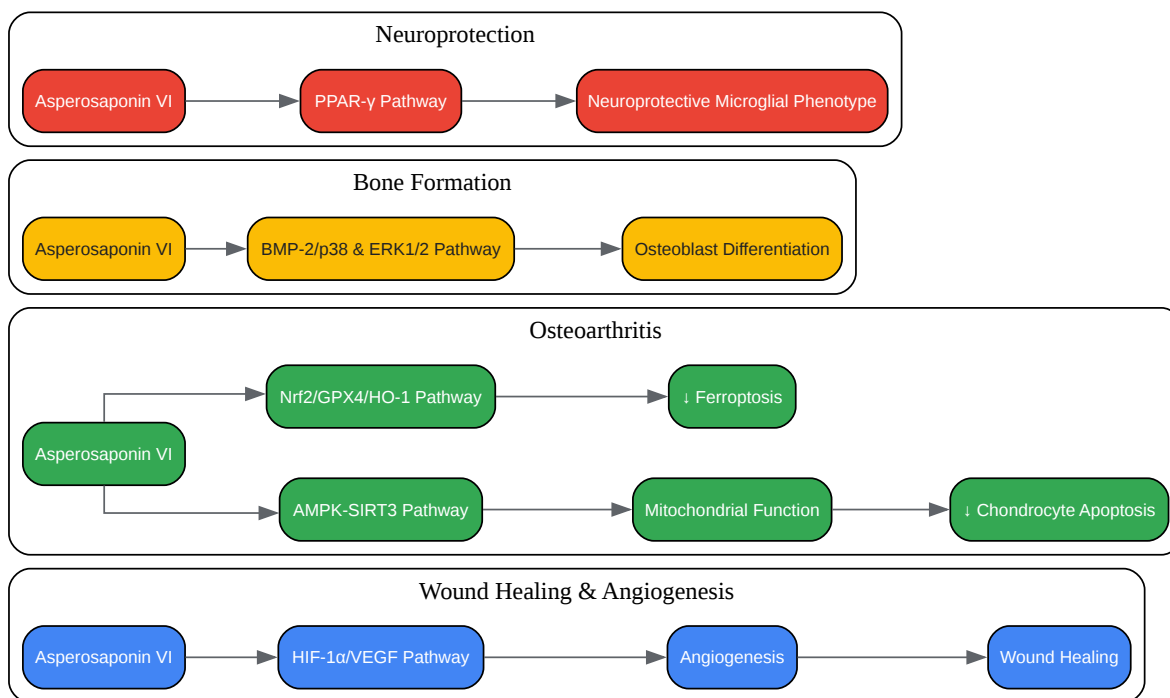 Neuroprotection
Asperosaponin VI
PPAR-γ Pathway
Neuroprotective Microglial Phenotype
Bone Formation
Asperosaponin VI
BMP-2/p38 & ERK1/2 Pathway
Osteoblast Differentiation
Osteoarthritis
Nrf2/GPX4/HO-1 Pathway
↓ Ferroptosis
Asperosaponin VI
AMPK-SIRT3 Pathway
Mitochondrial Function
↓ Chondrocyte Apoptosis
Wound Healing & Angiogenesis
Asperosaponin VI
HIF-1α/VEGF Pathway
Angiogenesis
Wound Healing